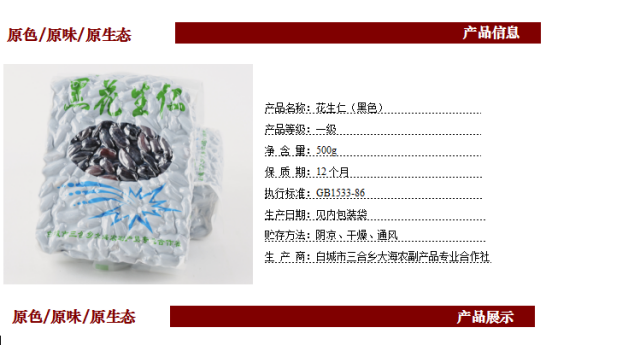 原色/原味/原生态
产品信息
黑花生仁
产品名称：花生仁（黑色）
产品等级：一级
净 含 量：500g
保 质 期：12个月
执行标准：GB1533-86
生产日期：见内包装袋
贮存方法：阴凉、干燥、通风
生 产 商：白城市三合乡大海农副产品专业合作社
原色/原味/原生态
产品展示